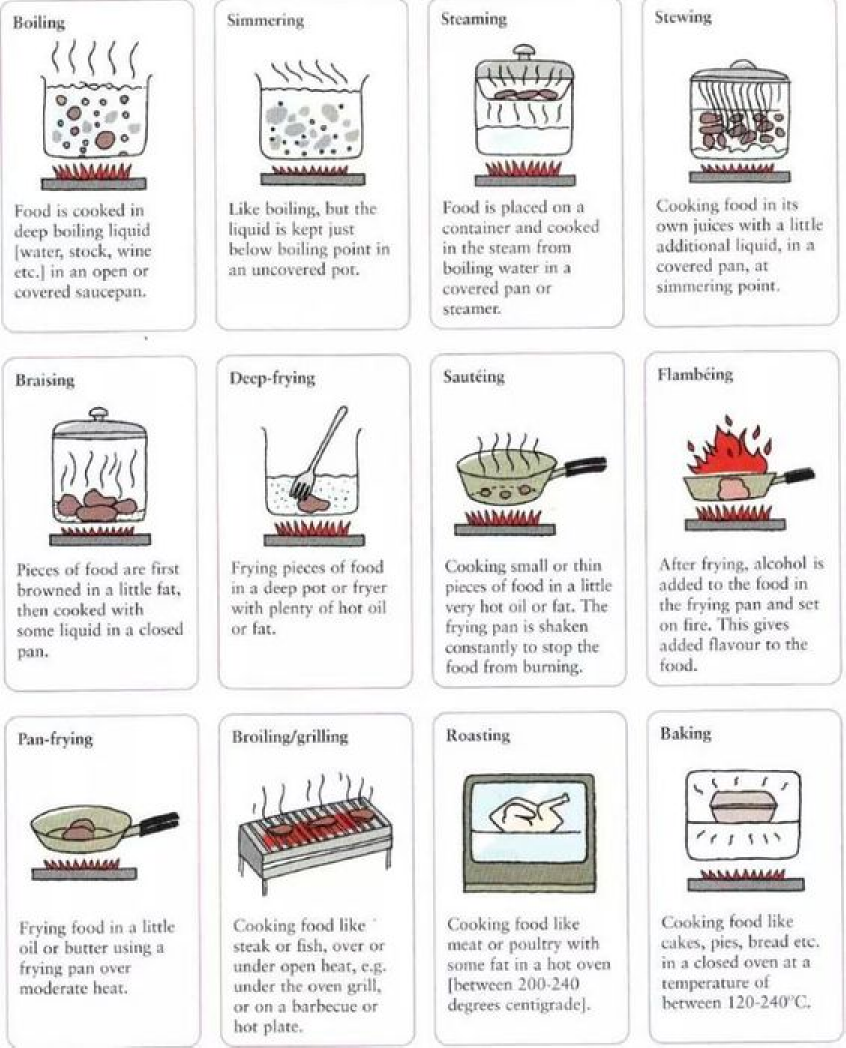 Boiling
Food is cooked in
deep boiling liquid
[water, stock, wine
etc.] in an open or
covered saucepan.
Simmering
Like boiling, but the
liquid is kept just
below boiling point in
an uncovered pot.
Steaming
Food is placed on a
container and cooked
in the steam from
boiling water in a
covered pan or
steamer.
Stewing
Cooking food in its
own juices with a little
additional liquid, in a
covered pan, at
simmering point.
Braising
Pieces of food are first
browned in a little fat,
then cooked with
some liquid in a closed
pan.
Deep-frying
Frying pieces of food
in a deep pot or fryer
with plenty of hot oil
or fat.
Sautéing
Cooking small or thin
pieces of food in a little
very hot oil or fat. The
frying pan is shaken
constantly to stop the
food from burning.
Flambéing
After frying, alcohol is
added to the food in
the frying pan and set
on fire. This gives
added flavour to the
food.
Pan-frying
Frying food in a little
oil or butter using a
frying pan over
moderate heat.
Broiling/grilling
Cooking food like
steak or fish, over or
under open heat, e.g.
under the oven grill,
or on a barbecue or
hot plate.
Roasting
Cooking food like
meat or poultry with
some fat in a hot oven
[between 200-240
degrees centigrade].
Baking
Cooking food like
cakes, pies, bread etc.
in a closed oven at a
temperature of
between 120-240°C.